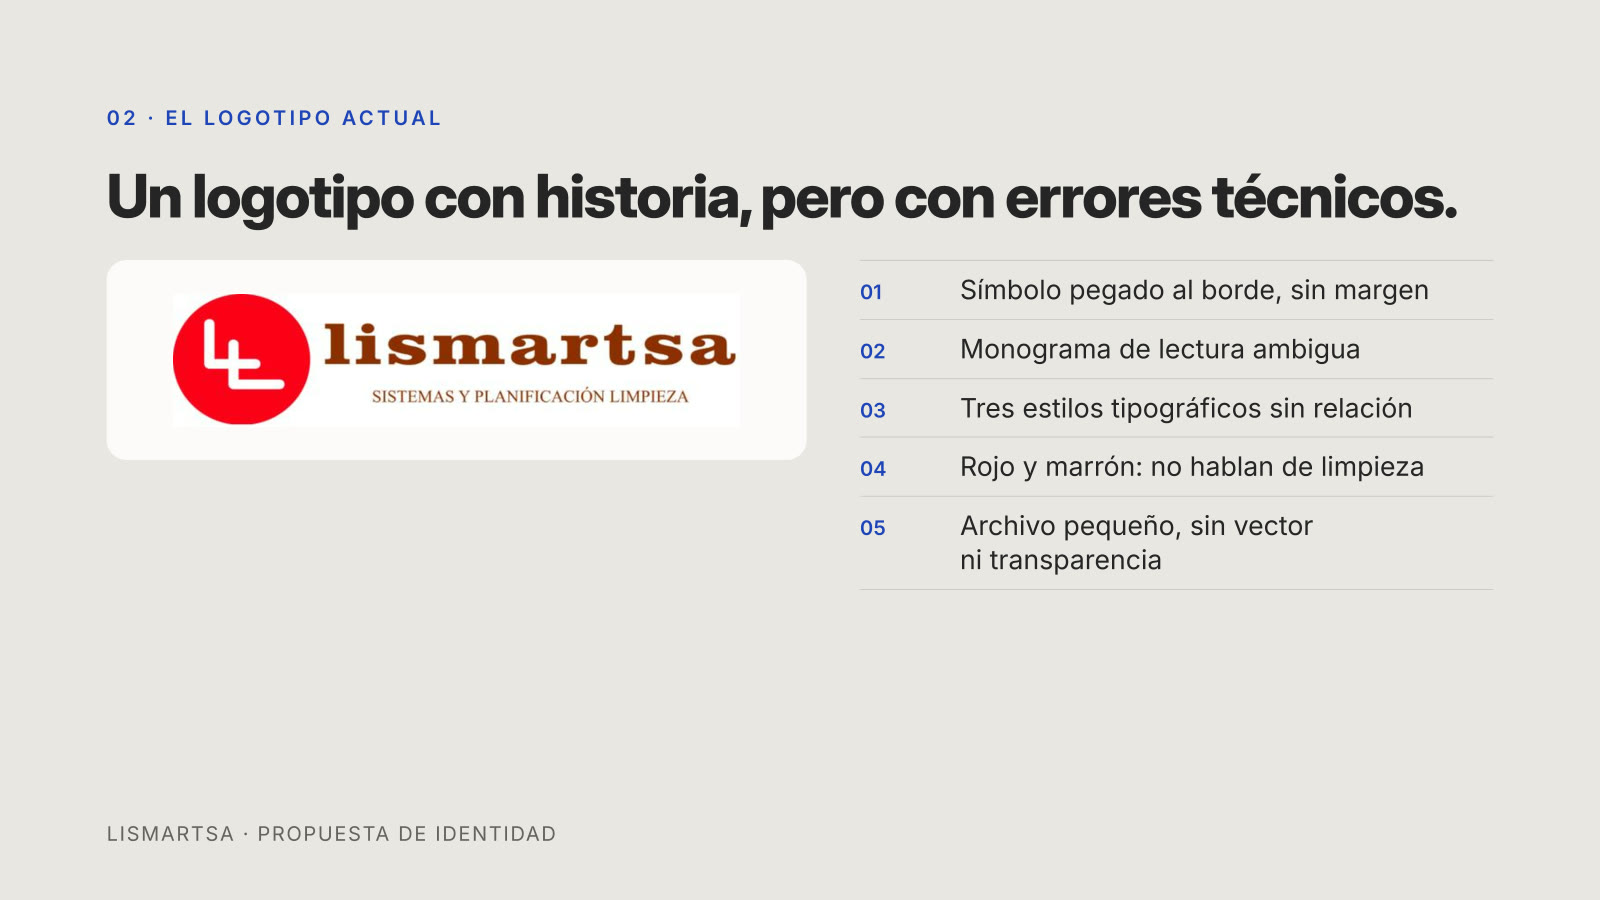 02 · EL LOGOTIPO ACTUAL
Un logotipo con historia, pero con errores técnicos.
lismartsa
SISTEMAS Y PLANIFICACIÓN LIMPIEZA
01 Símbolo pegado al borde, sin margen
02 Monograma de lectura ambigua
03 Tres estilos tipográficos sin relación
04 Rojo y marrón: no hablan de limpieza
05 Archivo pequeño, sin vector
ni transparencia
LISMARTSA · PROPUESTA DE IDENTIDAD